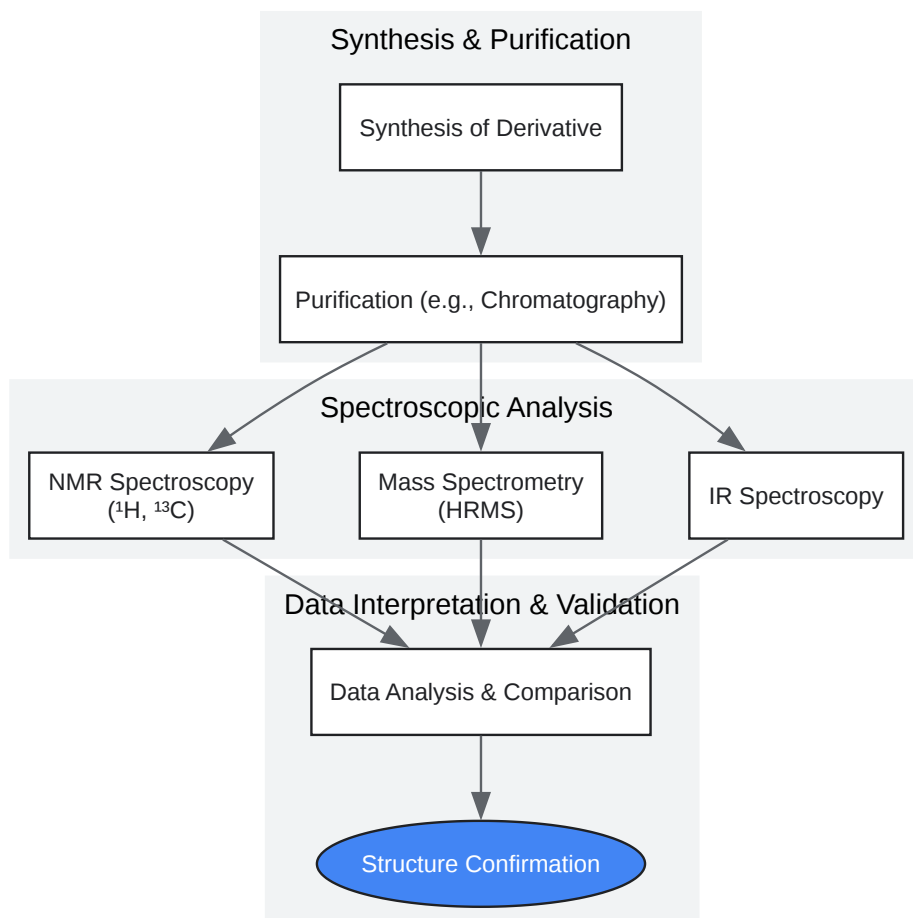 Synthesis & Purification
Synthesis of Derivative
Purification (e.g., Chromatography)
Spectroscopic Analysis
NMR Spectroscopy
(¹H, ¹³C)
Mass Spectrometry
(HRMS)
IR Spectroscopy
Data Interpretation & Validation
Data Analysis & Comparison
Structure Confirmation